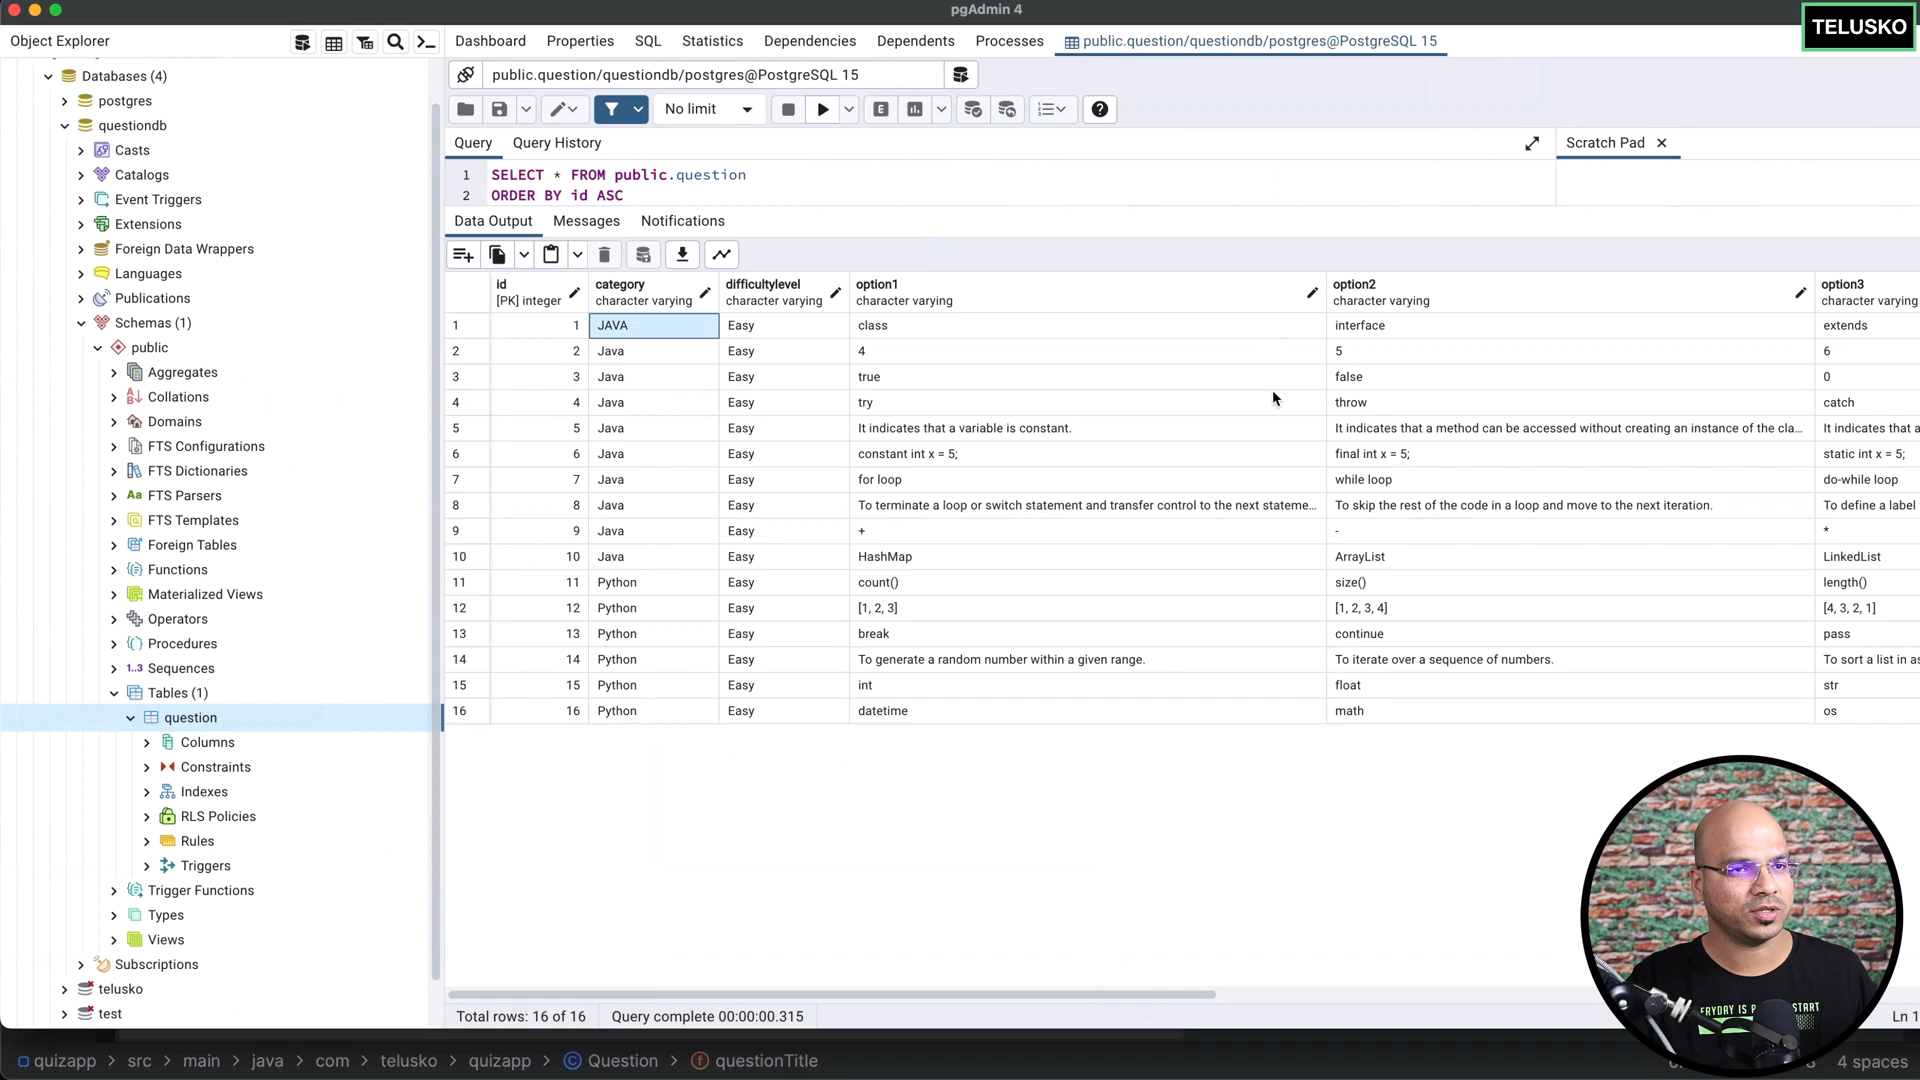 pgAdmin 4
TELUSKO
Object Explorer
Dashboard Properties SQL Statistics Dependencies Dependents Processes public.question/questiondb/postgres@PostgreSQL 15
Databases (4)
postgres
questiondb
Casts
Catalogs
Event Triggers
Extensions
Foreign Data Wrappers
Languages
Publications
Schemas (1)
public
Aggregates
Collations
Domains
FTS Configurations
FTS Dictionaries
Aa FTS Parsers
FTS Templates
Foreign Tables
Functions
Materialized Views
Operators
Procedures
1..3 Sequences
Tables (1)
question
Columns
Constraints
Indexes
RLS Policies
Rules
Triggers
Trigger Functions
Types
Views
Subscriptions
telusko
test
public.question/questiondb/postgres@PostgreSQL 15
No limit
E
Query Query History
Scratch Pad
1 SELECT * FROM public.question
2 ORDER BY id ASC
Data Output Messages Notifications
id category difficultylevel option1 option2 option3
[PK] integer character varying character varying character varying character varying character varying
1 1 JAVA Easy class interface extends
2 2 Java Easy 4 5 6
3 3 Java Easy true false 0
4 4 Java Easy try throw catch
5 5 Java Easy It indicates that a variable is constant. It indicates that a method can be accessed without creating an instance of the cla... It indicates that a
6 6 Java Easy constant int x = 5; final int x = 5; static int x = 5;
7 7 Java Easy for loop while loop do-while loop
8 8 Java Easy To terminate a loop or switch statement and transfer control to the next stateme... To skip the rest of the code in a loop and move to the next iteration. To define a label
9 9 Java Easy + - *
10 10 Java Easy HashMap ArrayList LinkedList
11 11 Python Easy count() size() length()
12 12 Python Easy [1, 2, 3] [1, 2, 3, 4] [4, 3, 2, 1]
13 13 Python Easy break continue pass
14 14 Python Easy To generate a random number within a given range. To iterate over a sequence of numbers. To sort a list in as
15 15 Python Easy int float str
16 16 Python Easy datetime math os
Total rows: 16 of 16 Query complete 00:00:00.315
Ln 1
quizapp > src > main > java > com > telusko > quizapp > Question > questionTitle
4 spaces